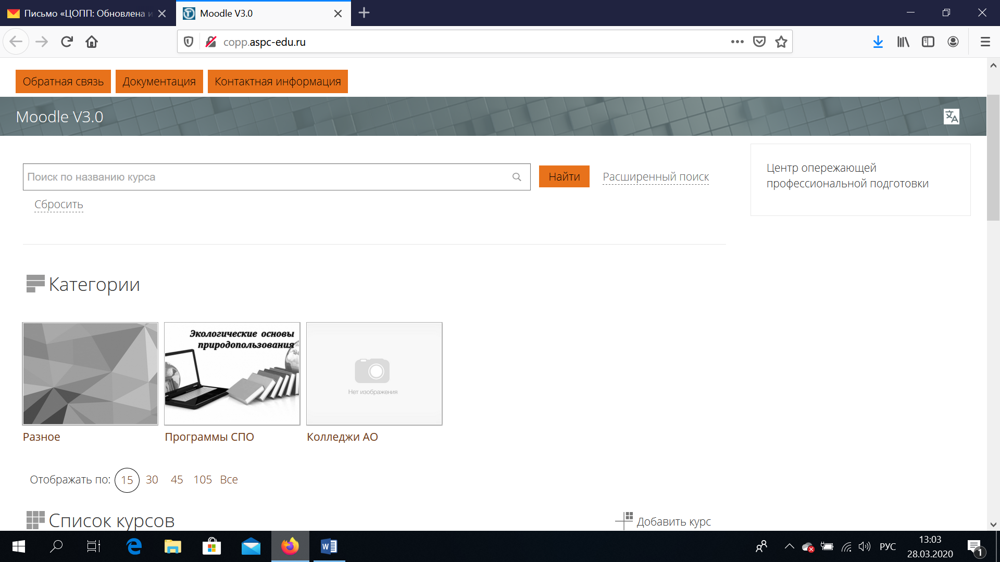 Письмо «ЦОПП: Обновлена и
Moodle V3.0
copp.aspc-edu.ru
Обратная связь
Документация
Контактная информация
Moodle V3.0
Поиск по названию курса
Найти
Расширенный поиск
Сбросить
Центр опережающей
профессиональной подготовки
Категории
Экологические основы
природопользования
Нет изображения
Разное
Программы СПО
Колледжи АО
Отображать по: 15 30 45 105 Все
Список курсов
Добавить курс
РУС
13:03
28.03.2020
1